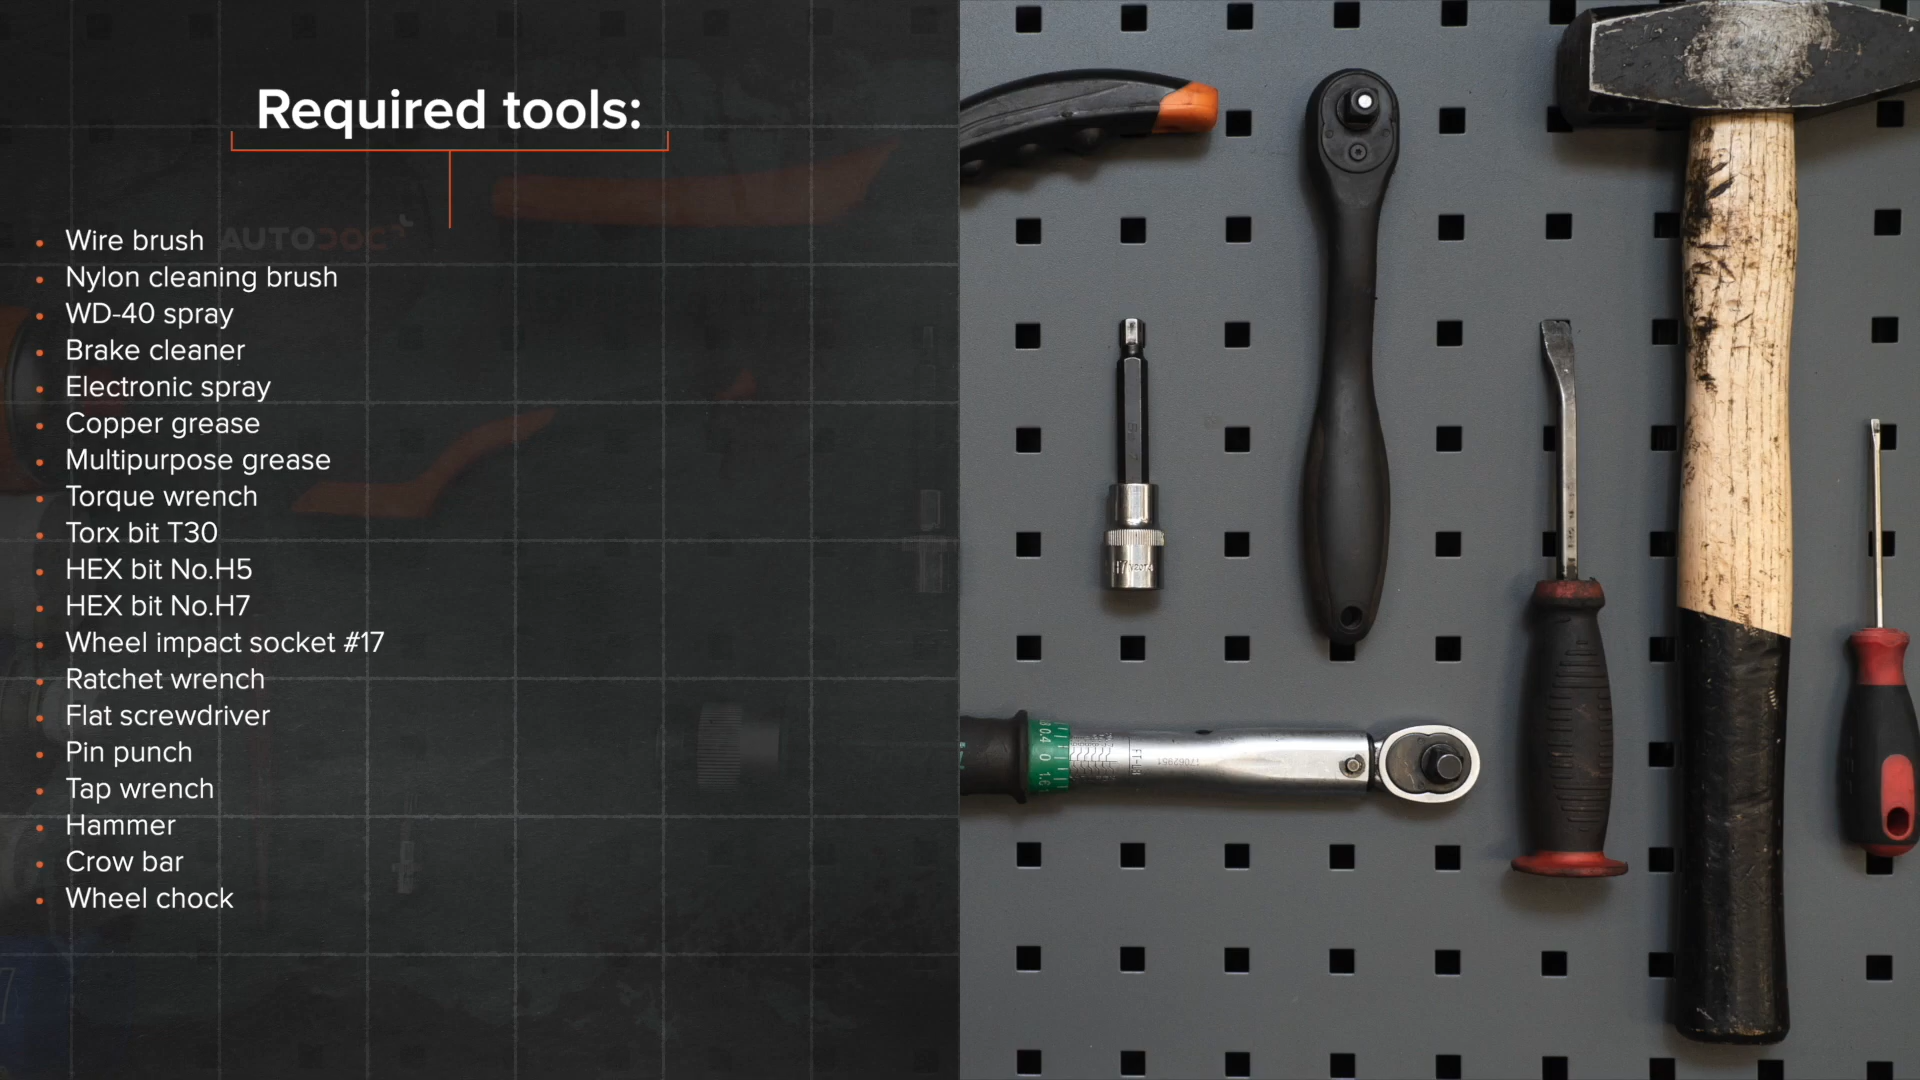 Required tools:
AUTODOC
Wire brush
Nylon cleaning brush
WD-40 spray
Brake cleaner
Electronic spray
Copper grease
Multipurpose grease
Torque wrench
Torx bit T30
HEX bit No.H5
HEX bit No.H7
Wheel impact socket #17
Ratchet wrench
Flat screwdriver
Pin punch
Tap wrench
Hammer
Crow bar
Wheel chock